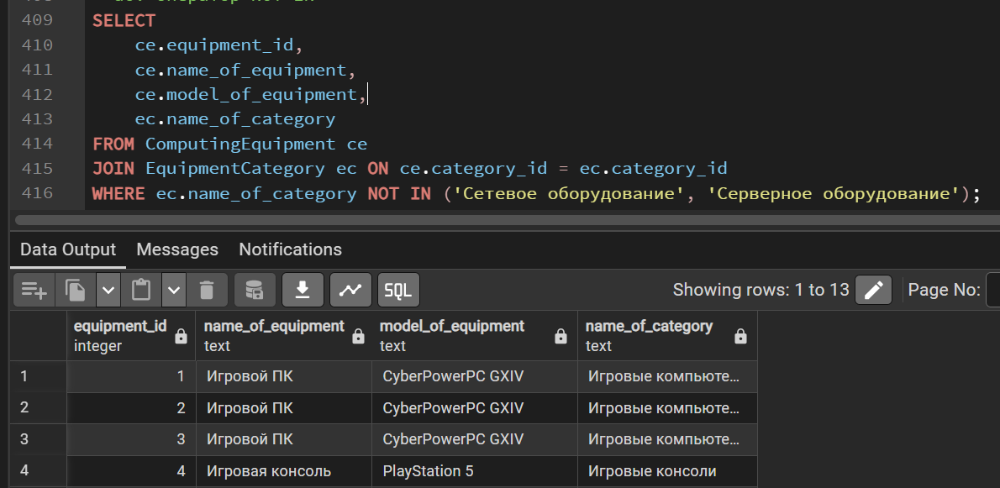 409 SELECT
410 ce.equipment_id,
411 ce.name_of_equipment,
412 ce.model_of_equipment,
413 ec.name_of_category
414 FROM ComputingEquipment ce
415 JOIN EquipmentCategory ec ON ce.category_id = ec.category_id
416 WHERE ec.name_of_category NOT IN ('Сетевое оборудование', 'Серверное оборудование');
Data Output Messages Notifications
SQL Showing rows: 1 to 13 Page No:
equipment_id name_of_equipment model_of_equipment name_of_category
integer text text text
1 1 Игровой ПК CyberPowerPC GXIV Игровые компьюте…
2 2 Игровой ПК CyberPowerPC GXIV Игровые компьюте…
3 3 Игровой ПК CyberPowerPC GXIV Игровые компьюте…
4 4 Игровая консоль PlayStation 5 Игровые консоли